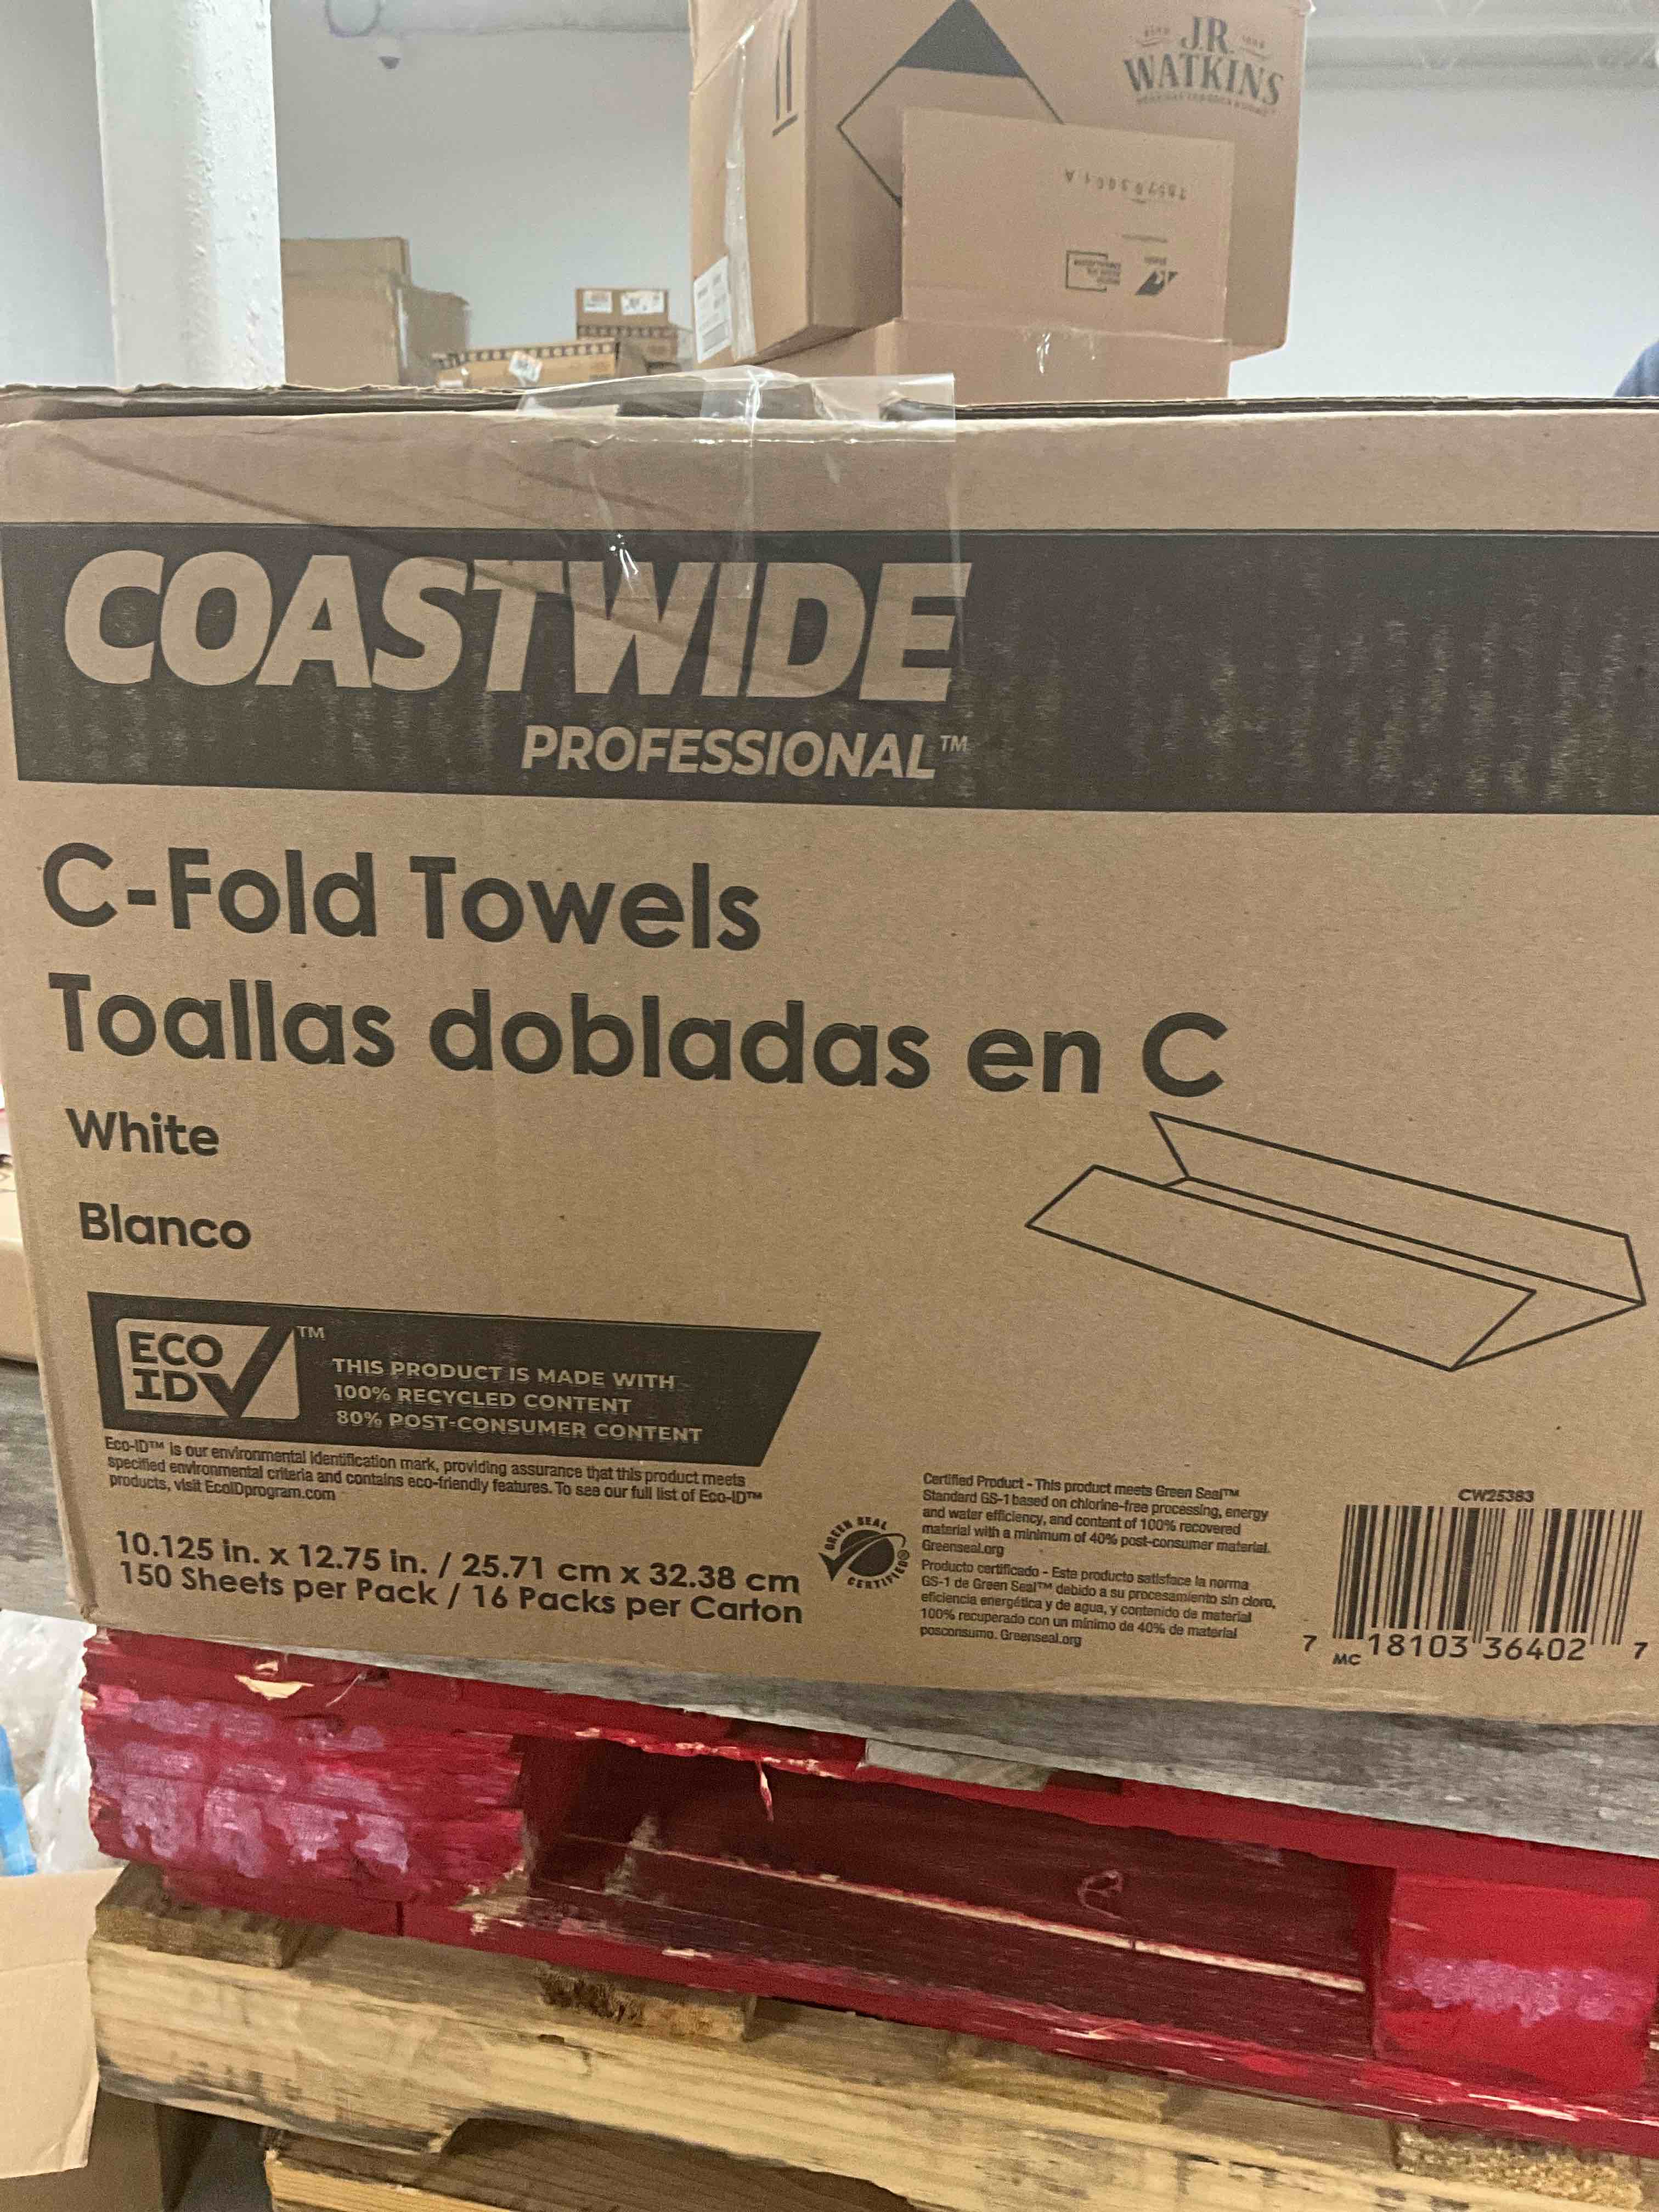 J.R.
WATKINS
COASTWIDE
PROFESSIONAL™
C-Fold Towels
Toallas dobladas en C
White
Blanco
ECO
ID
™
THIS PRODUCT IS MADE WITH
100% RECYCLED CONTENT
80% POST-CONSUMER CONTENT
Eco-ID™ is our environmental identification mark, providing assurance that this product meets
specified environmental criteria and contains eco-friendly features. To see our full list of Eco-ID™
products, visit EcoIDprogram.com
10.125 in. x 12.75 in. / 25.71 cm x 32.38 cm
150 Sheets per Pack / 16 Packs per Carton
GREEN SEAL
CERTIFIED
Certified Product - This product meets Green Seal™
Standard GS-1 based on chlorine-free processing, energy
and water efficiency, and content of 100% recovered
material with a minimum of 40% post-consumer material.
Greenseal.org
Producto certificado - Este producto satisface la norma
GS-1 de Green Seal™ debido a su procesamiento sin cloro,
eficiencia energética y de agua, y contenido de material
100% recuperado con un mínimo de 40% de material
posconsumo. Greenseal.org
CW25383
7 18103 36402 7
MC